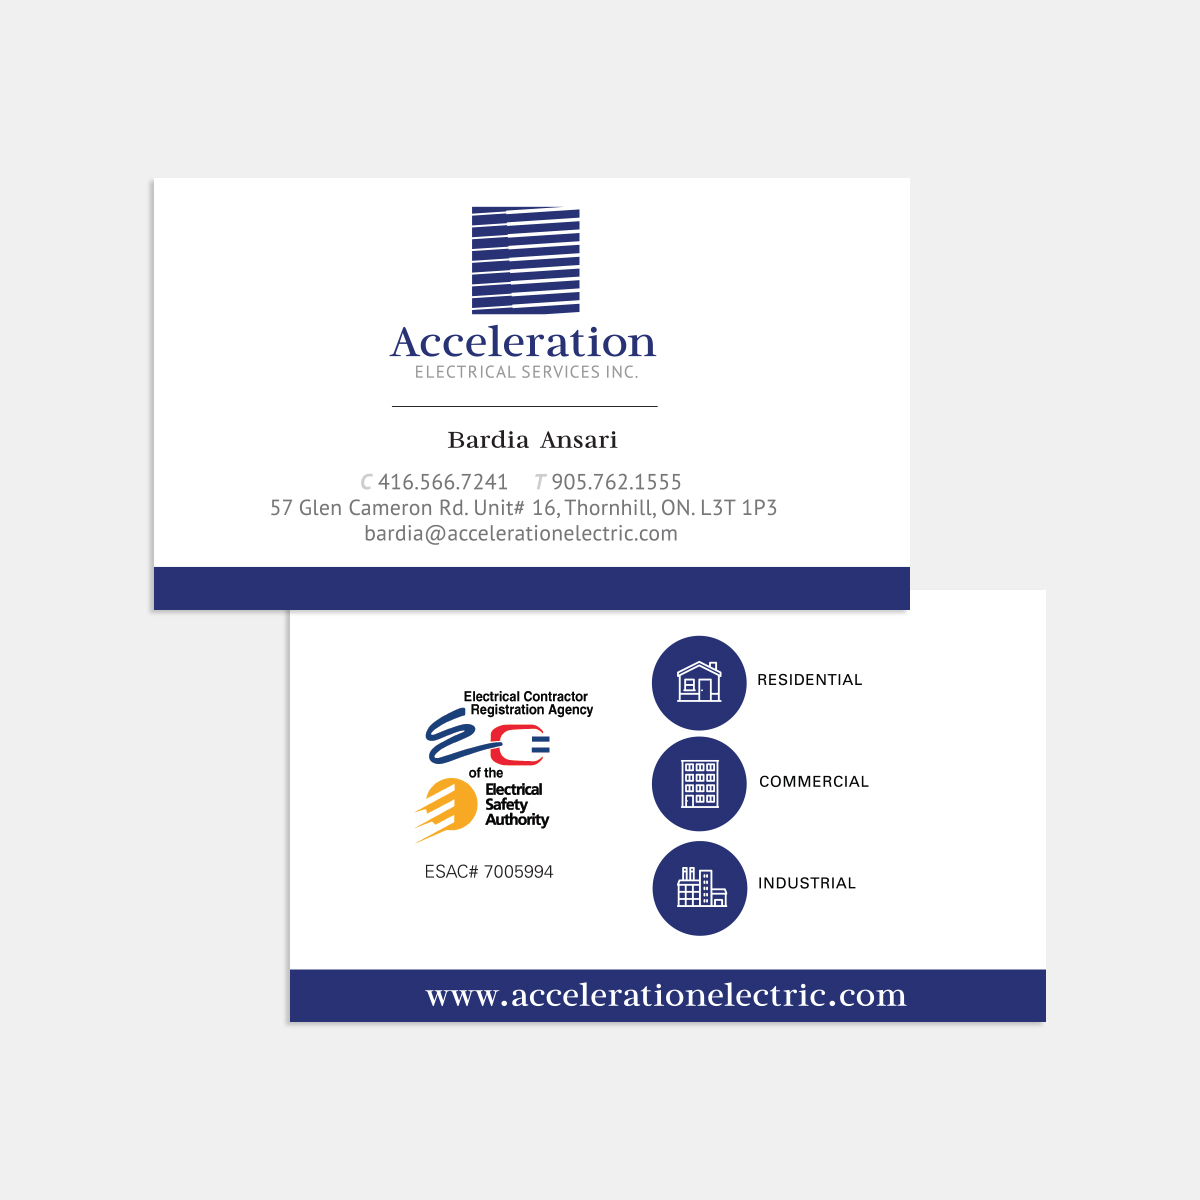 Acceleration
ELECTRICAL SERVICES INC.
Bardia Ansari
C 416.566.7241 T 905.762.1555
57 Glen Cameron Rd. Unit# 16, Thornhill, ON. L3T 1P3
bardia@accelerationelectric.com
Electrical Contractor
Registration Agency
of the
Electrical
Safety
Authority
ESAC# 7005994
RESIDENTIAL
COMMERCIAL
INDUSTRIAL
www.accelerationelectric.com